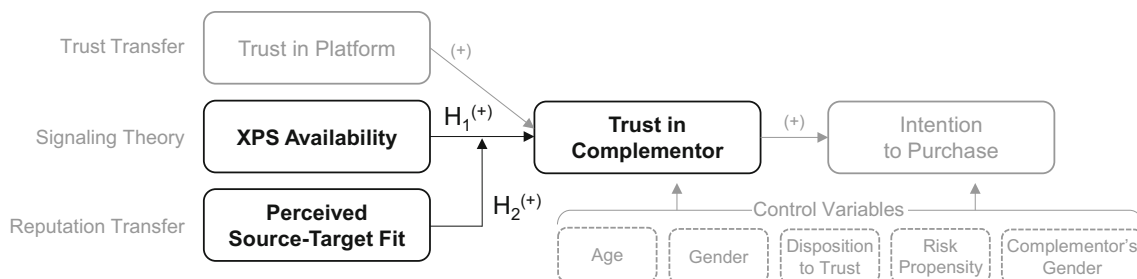 Trust Transfer
Trust in Platform
(+)
Signaling Theory
XPS Availability
H1(+)
Trust in
Complementor
(+)
Intention
to Purchase
Reputation Transfer
Perceived
Source-Target Fit
H2(+)
Control Variables
Age
Gender
Disposition
to Trust
Risk
Propensity
Complementor's
Gender